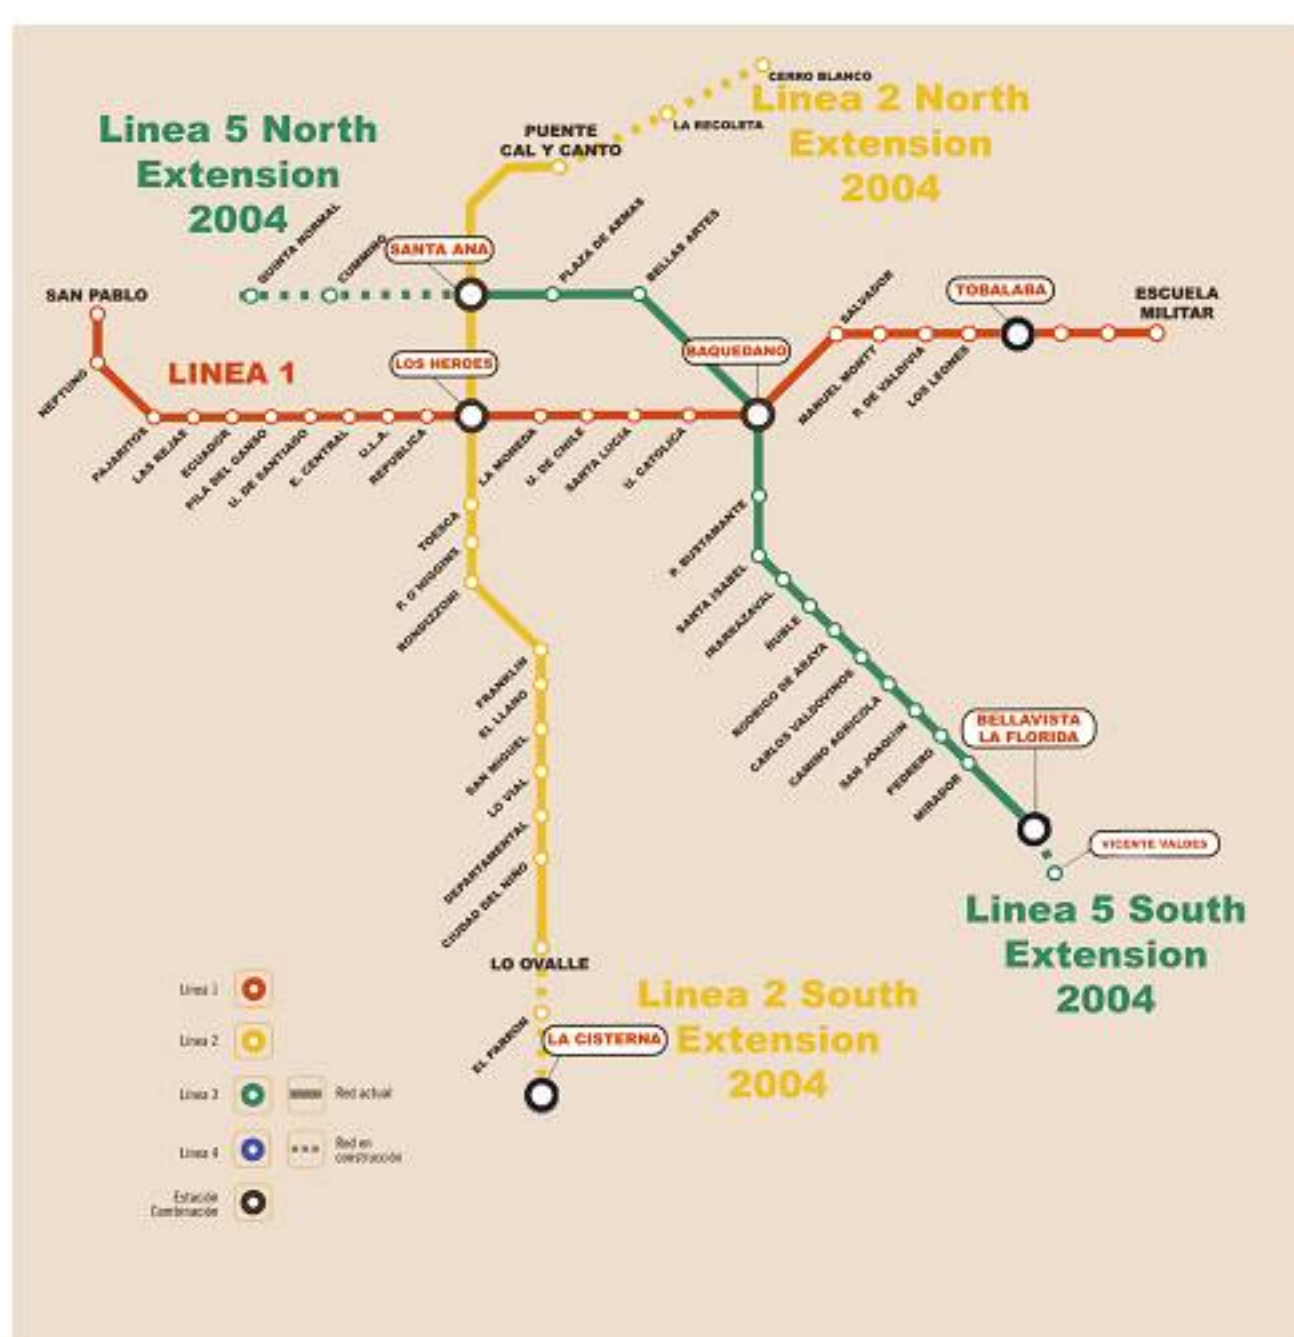 CERRO BLANCO
Linea 2 North
Extension
2004
LA RECOLETA
PUENTE
CAL Y CANTO
Linea 5 North
Extension
2004
QUINTA NORMAL
CUMMING
SANTA ANA
PLAZA DE ARMAS
BELLAS ARTES
SAN PABLO
NEPTUNO
LINEA 1
LOS HEROES
BAQUEDANO
SALVADOR
TOBALABA
ESCUELA
MILITAR
MANUEL MONTT
P. DE VALDIVIA
LOS LEONES
PAJARITOS
LAS REJAS
ECUADOR
PILA DEL GANSO
U. DE SANTIAGO
E. CENTRAL
U.L.A.
REPUBLICA
LA MONEDA
U. DE CHILE
SANTA LUCIA
U. CATOLICA
TOESCA
P. O'HIGGINS
RONDIZZONI
FRANKLIN
EL LLANO
SAN MIGUEL
LO VIAL
DEPARTAMENTAL
CIUDAD DEL NIÑO
LO OVALLE
EL PARRON
LA CISTERNA
P. BUSTAMANTE
SANTA ISABEL
IRARRAZAVAL
ÑUBLE
RODRIGO DE ARAYA
CARLOS VALDOVINOS
CAMINO AGRICOLA
SAN JOAQUIN
PEDRERO
MIRADOR
BELLAVISTA
LA FLORIDA
VICENTE VALDES
Linea 5 South
Extension
2004
Linea 2 South
Extension
2004
Línea 1
Línea 2
Línea 3
Red actual
Línea 4
Red en
construcción
Estación
Combinación